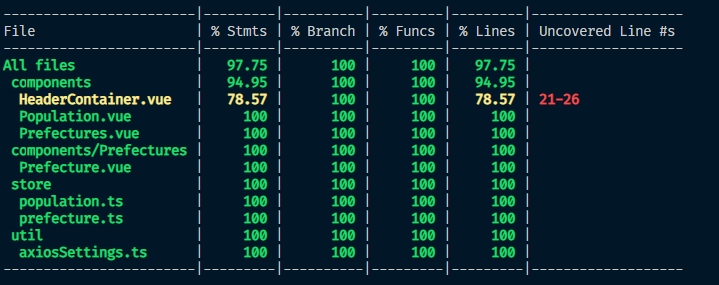 ------------------------|---------|----------|---------|---------|-------------------
File                    | % Stmts | % Branch | % Funcs | % Lines | Uncovered Line #s
------------------------|---------|----------|---------|---------|-------------------
All files               |   97.75 |      100 |     100 |   97.75 |
 components             |   94.95 |      100 |     100 |   94.95 |
  HeaderContainer.vue   |   78.57 |      100 |     100 |   78.57 | 21-26
  Population.vue        |     100 |      100 |     100 |     100 |
  Prefectures.vue       |     100 |      100 |     100 |     100 |
 components/Prefectures |     100 |      100 |     100 |     100 |
  Prefecture.vue        |     100 |      100 |     100 |     100 |
 store                  |     100 |      100 |     100 |     100 |
  population.ts         |     100 |      100 |     100 |     100 |
  prefecture.ts         |     100 |      100 |     100 |     100 |
 util                   |     100 |      100 |     100 |     100 |
  axiosSettings.ts      |     100 |      100 |     100 |     100 |
------------------------|---------|----------|---------|---------|-------------------